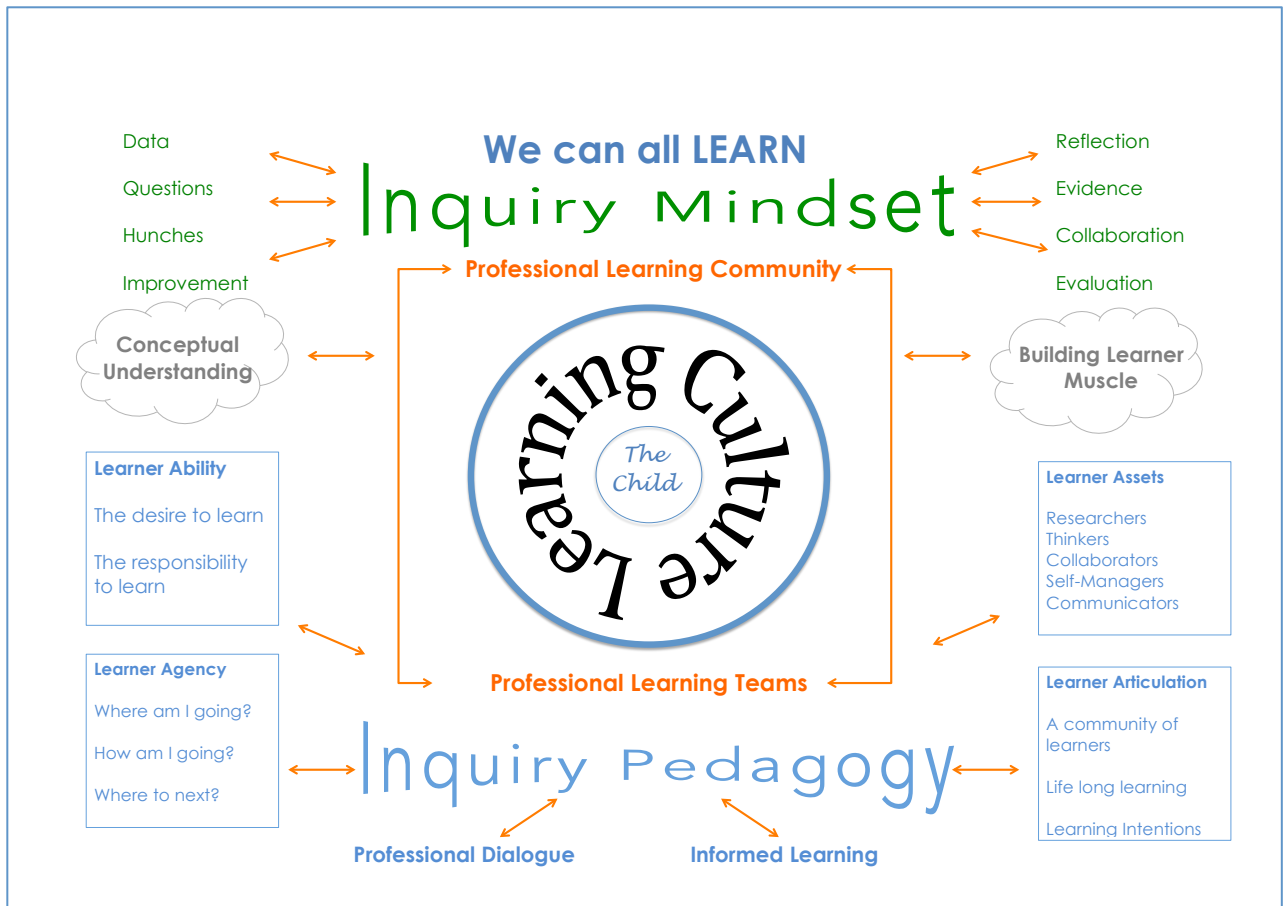 We can all LEARN
Inquiry Mindset
Data
Questions
Hunches
Improvement
Reflection
Evidence
Collaboration
Evaluation
Professional Learning Community
Conceptual
Understanding
Building Learner
Muscle
Learning Culture
The
Child
Learner Ability
The desire to learn
The responsibility
to learn
Learner Assets
Researchers
Thinkers
Collaborators
Self-Managers
Communicators
Professional Learning Teams
Learner Agency
Where am I going?
How am I going?
Where to next?
Learner Articulation
A community of
learners
Life long learning
Learning Intentions
Inquiry Pedagogy
Professional Dialogue
Informed Learning